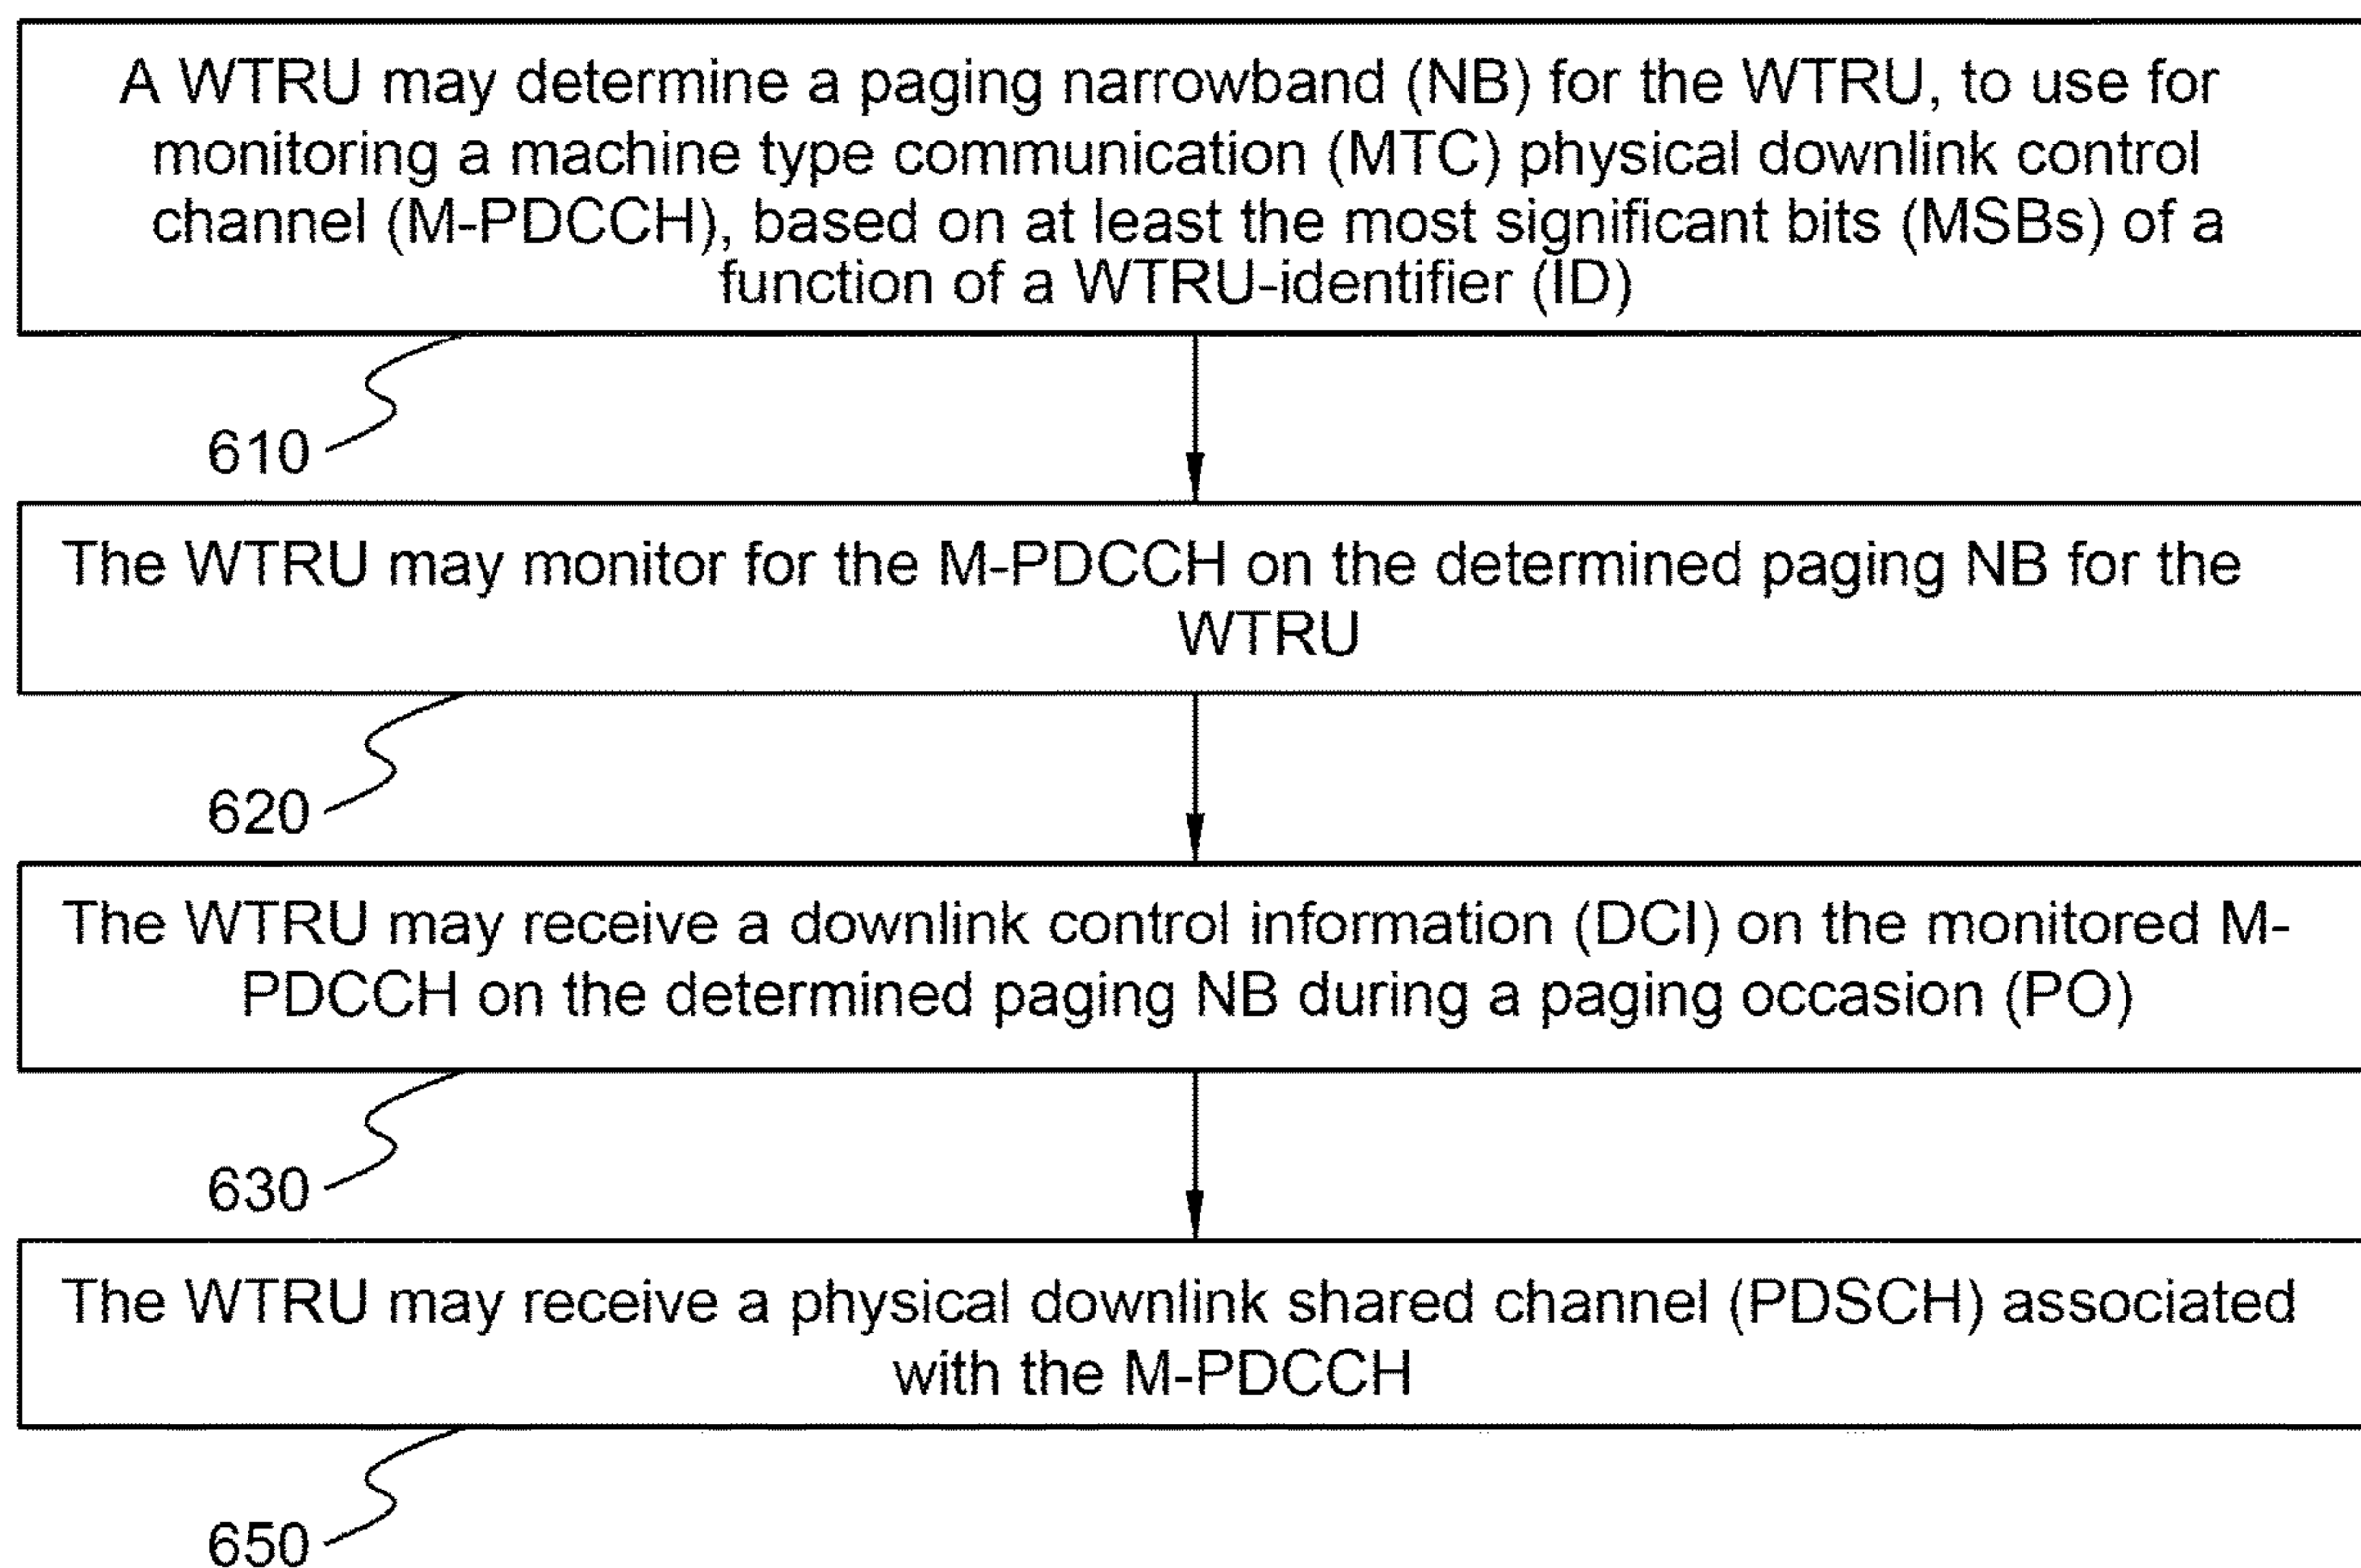 A WTRU may determine a paging narrowband (NB) for the WTRU, to use for
monitoring a machine type communication (MTC) physical downlink control
channel (M-PDCCH), based on at least the most significant bits (MSBs) of a
function of a WTRU-identifier (ID)
610
The WTRU may monitor for the M-PDCCH on the determined paging NB for the
WTRU
620
The WTRU may receive a downlink control information (DCI) on the monitored M-
PDCCH on the determined paging NB during a paging occasion (PO)
630
The WTRU may receive a physical downlink shared channel (PDSCH) associated
with the M-PDCCH
650